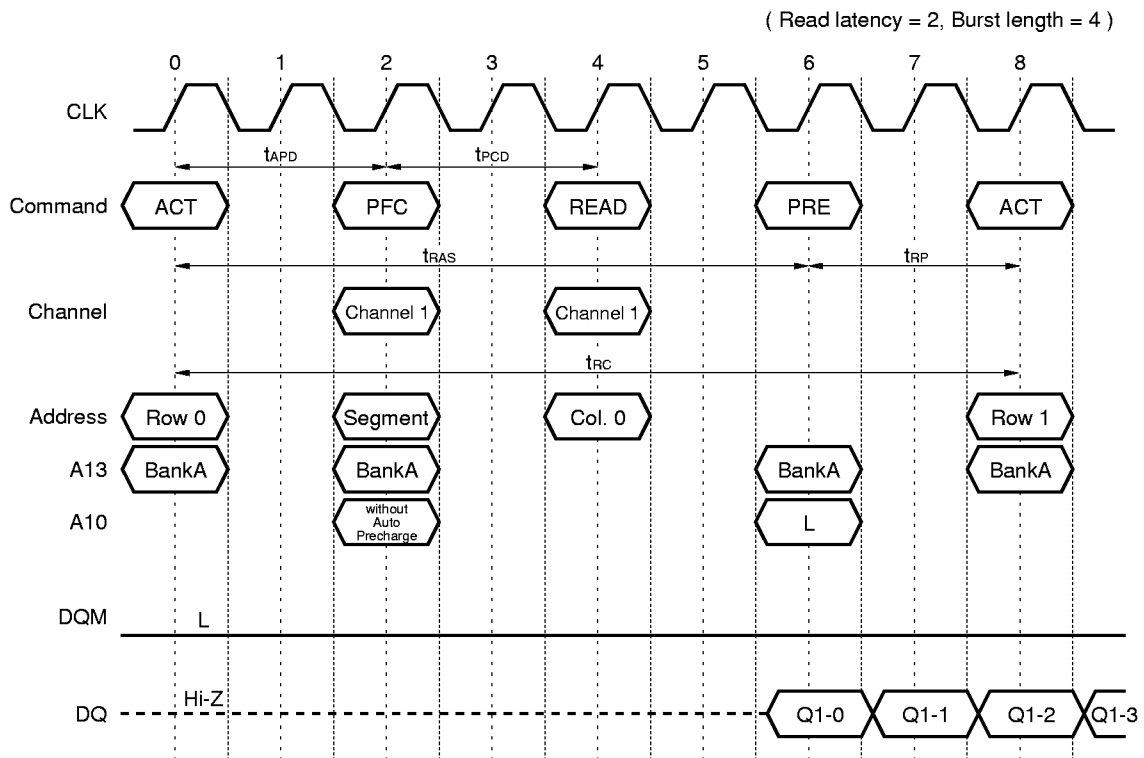 ( Read latency = 2, Burst length = 4 )
0 1 2 3 4 5 6 7 8
CLK
tAPD tPCD
Command ACT PFC READ PRE ACT
tRAS tRP
Channel Channel 1 Channel 1
tRC
Address Row 0 Segment Col. 0 Row 1
A13 BankA BankA BankA BankA
A10 without Auto Precharge L
DQM L
Hi-Z
DQ Q1-0 Q1-1 Q1-2 Q1-3